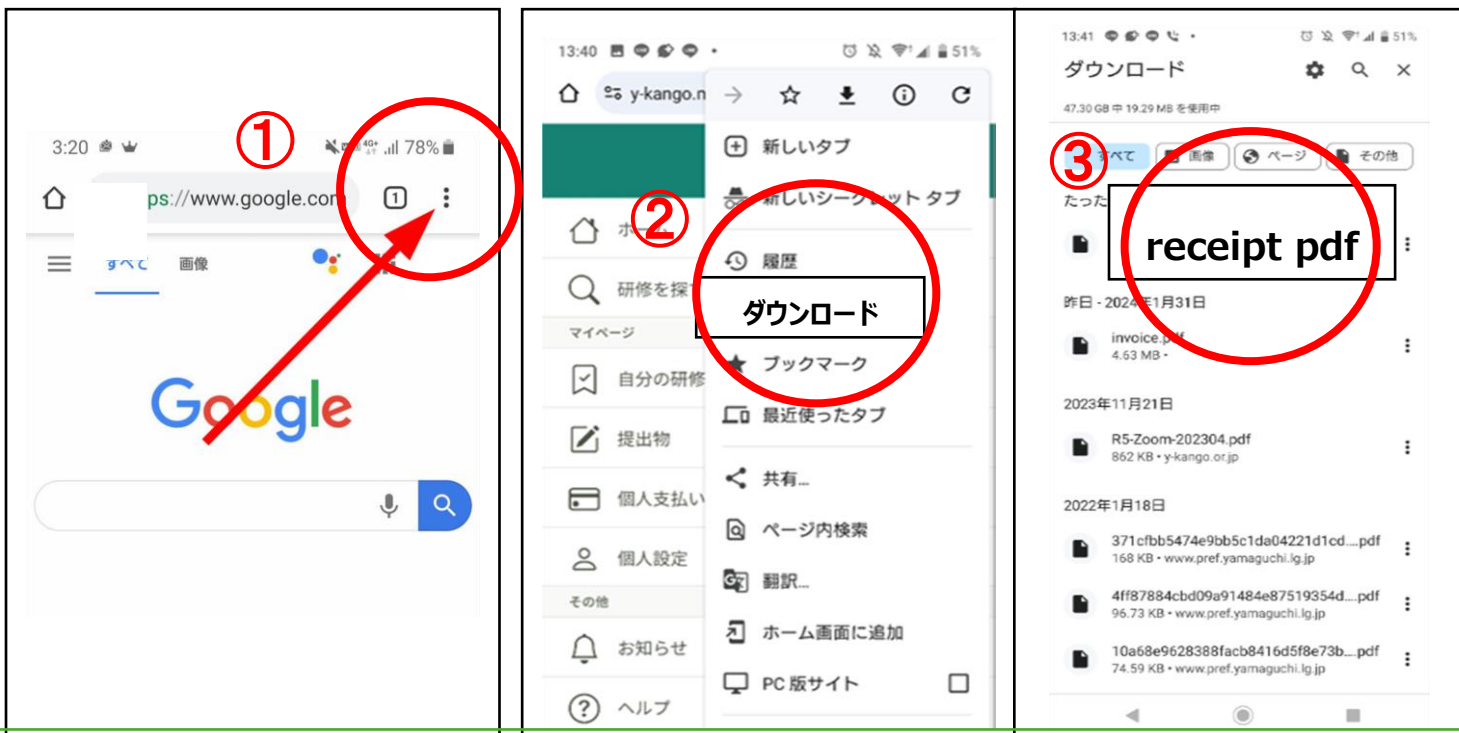 ①
3:20
78%
ps://www.google.com
1
すべて 画像
Google
②
13:40
51%
y-kango.n
新しいタブ
新しいシークレット タブ
ホーム
履歴
研修を探す
ダウンロード
マイページ
ブックマーク
自分の研修
最近使ったタブ
提出物
共有...
個人支払い
ページ内検索
個人設定
翻訳...
その他
ホーム画面に追加
お知らせ
PC 版サイト
ヘルプ
③
13:41
51%
ダウンロード
47.30 GB 中 19.29 MB を使用中
すべて 画像 ページ その他
たった
receipt pdf
昨日 - 2024年1月31日
invoice.pdf
4.63 MB •
2023年11月21日
R5-Zoom-202304.pdf
862 KB • y-kango.or.jp
2022年1月18日
371cfbb5474e9bb5c1da04221d1cd....pdf
168 KB • www.pref.yamaguchi.lg.jp
4ff87884cbd09a91484e87519354d....pdf
96.73 KB • www.pref.yamaguchi.lg.jp
10a68e9628388facb8416d5f8e73b....pdf
74.59 KB • www.pref.yamaguchi.lg.jp